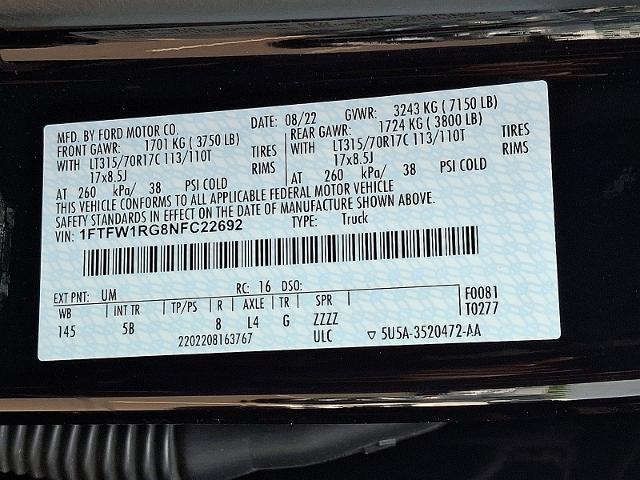 MFD. BY FORD MOTOR CO. DATE: 08/22 GVWR: 3243 KG ( 7150 LB)
FRONT GAWR: 1701 KG ( 3750 LB) REAR GAWR: 1724 KG ( 3800 LB)
WITH LT315/70R17C 113/110T TIRES WITH LT315/70R17C 113/110T TIRES
17x8.5J RIMS 17x8.5J RIMS
AT 260 kPa/ 38 PSI COLD AT 260 kPa/ 38 PSI COLD
THIS VEHICLE CONFORMS TO ALL APPLICABLE FEDERAL MOTOR VEHICLE
SAFETY STANDARDS IN EFFECT ON THE DATE OF MANUFACTURE SHOWN ABOVE.
VIN: 1FTFW1RG8NFC22692 TYPE: Truck
EXT PNT: UM RC: 16 DSO:
WB INT TR TP/PS R AXLE TR SPR F0081
145 5B 8 L4 G ZZZZ T0277
2202208163767 ULC ▽ 5U5A-3520472-AA